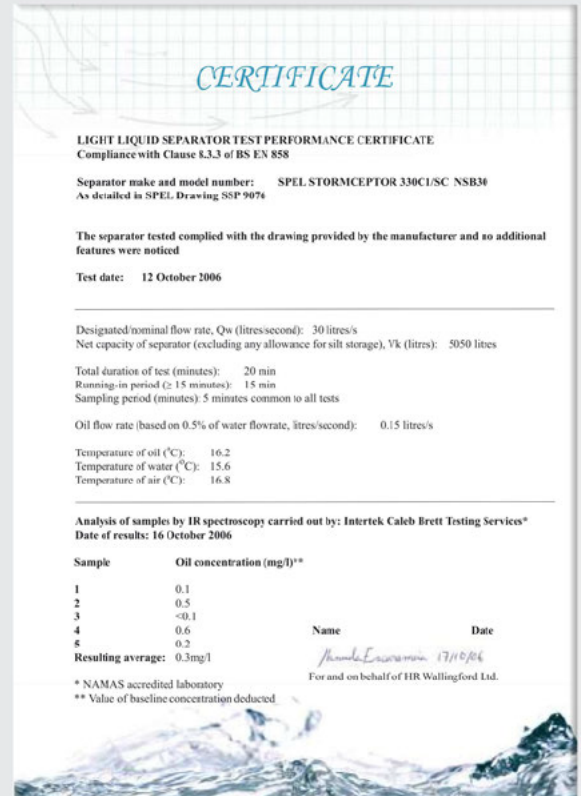 CERTIFICATE
LIGHT LIQUID SEPARATOR TEST PERFORMANCE CERTIFICATE
Compliance with Clause 8.3.3 of BS EN 858
Separator make and model number: SPEL STORMCEPTOR 330C1/SC NSB30
As detailed in SPEL Drawing SSP 9076
The separator tested complied with the drawing provided by the manufacturer and no additional
features were noticed
Test date: 12 October 2006
Designated/nominal flow rate, Qw (litres/second): 30 litres/s
Net capacity of separator (excluding any allowance for silt storage), Vk (litres): 5050 litres
Total duration of test (minutes): 20 min
Running-in period (≥ 15 minutes): 15 min
Sampling period (minutes): 5 minutes common to all tests
Oil flow rate (based on 0.5% of water flowrate, litres/second): 0.15 litres/s
Temperature of oil (°C): 16.2
Temperature of water (°C): 15.6
Temperature of air (°C): 16.8
Analysis of samples by IR spectroscopy carried out by: Intertek Caleb Brett Testing Services*
Date of results: 16 October 2006
Sample Oil concentration (mg/l)**
1 0.1
2 0.5
3 <0.1
4 0.6
5 0.2
Resulting average: 0.3mg/l
Name Date
17/10/06
For and on behalf of HR Wallingford Ltd.
* NAMAS accredited laboratory
** Value of baseline concentration deducted